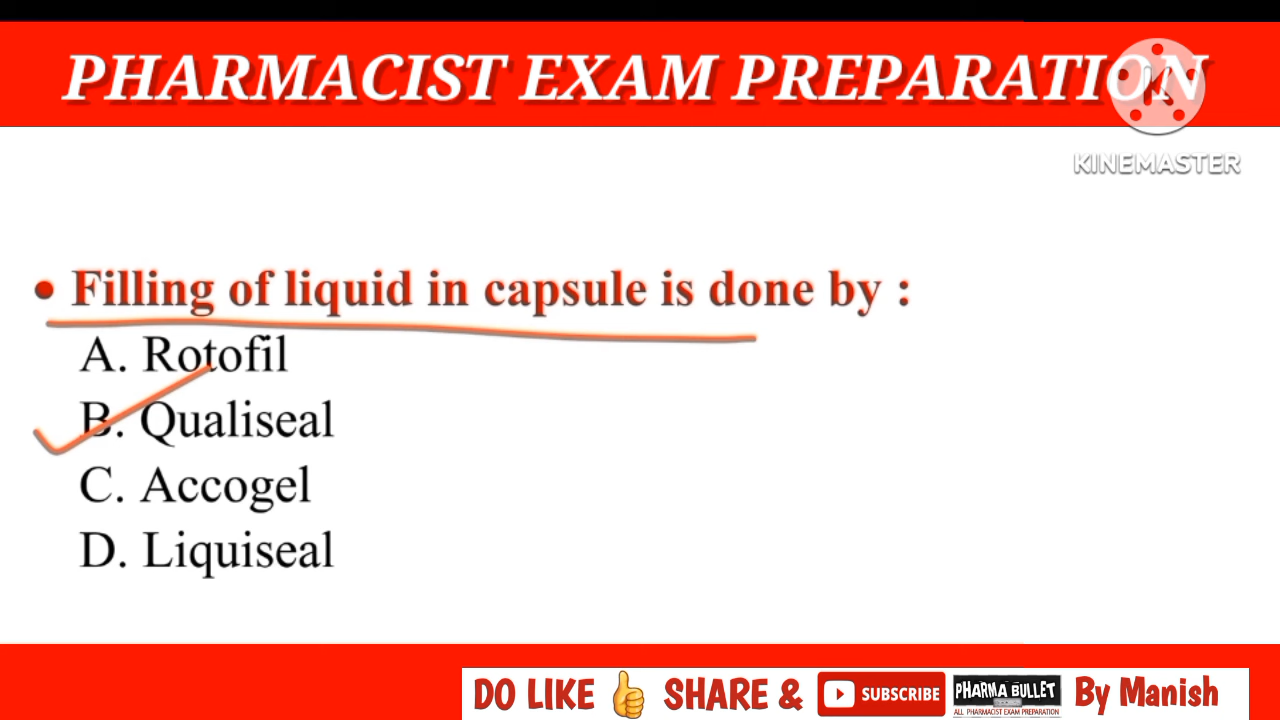 PHARMACIST EXAM PREPARATION
KINEMASTER
• Filling of liquid in capsule is done by :
A. Rotofil
B. Qualiseal
C. Accogel
D. Liquiseal
DO LIKE 👍 SHARE & SUBSCRIBE PHARMA BULLET By Manish
ALL PHARMACIST EXAM PREPARATION